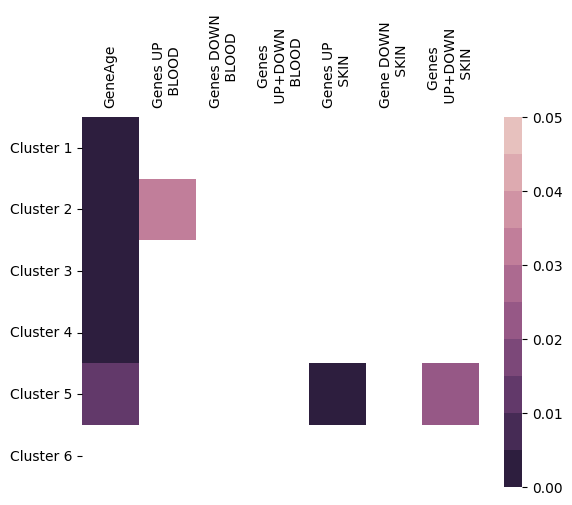 GeneAge
Genes UP
BLOOD
Genes DOWN
BLOOD
Genes
UP+DOWN
BLOOD
Genes UP
SKIN
Gene DOWN
SKIN
Genes
UP+DOWN
SKIN
Cluster 1
Cluster 2
Cluster 3
Cluster 4
Cluster 5
Cluster 6
0.05
0.04
0.03
0.02
0.01
0.00